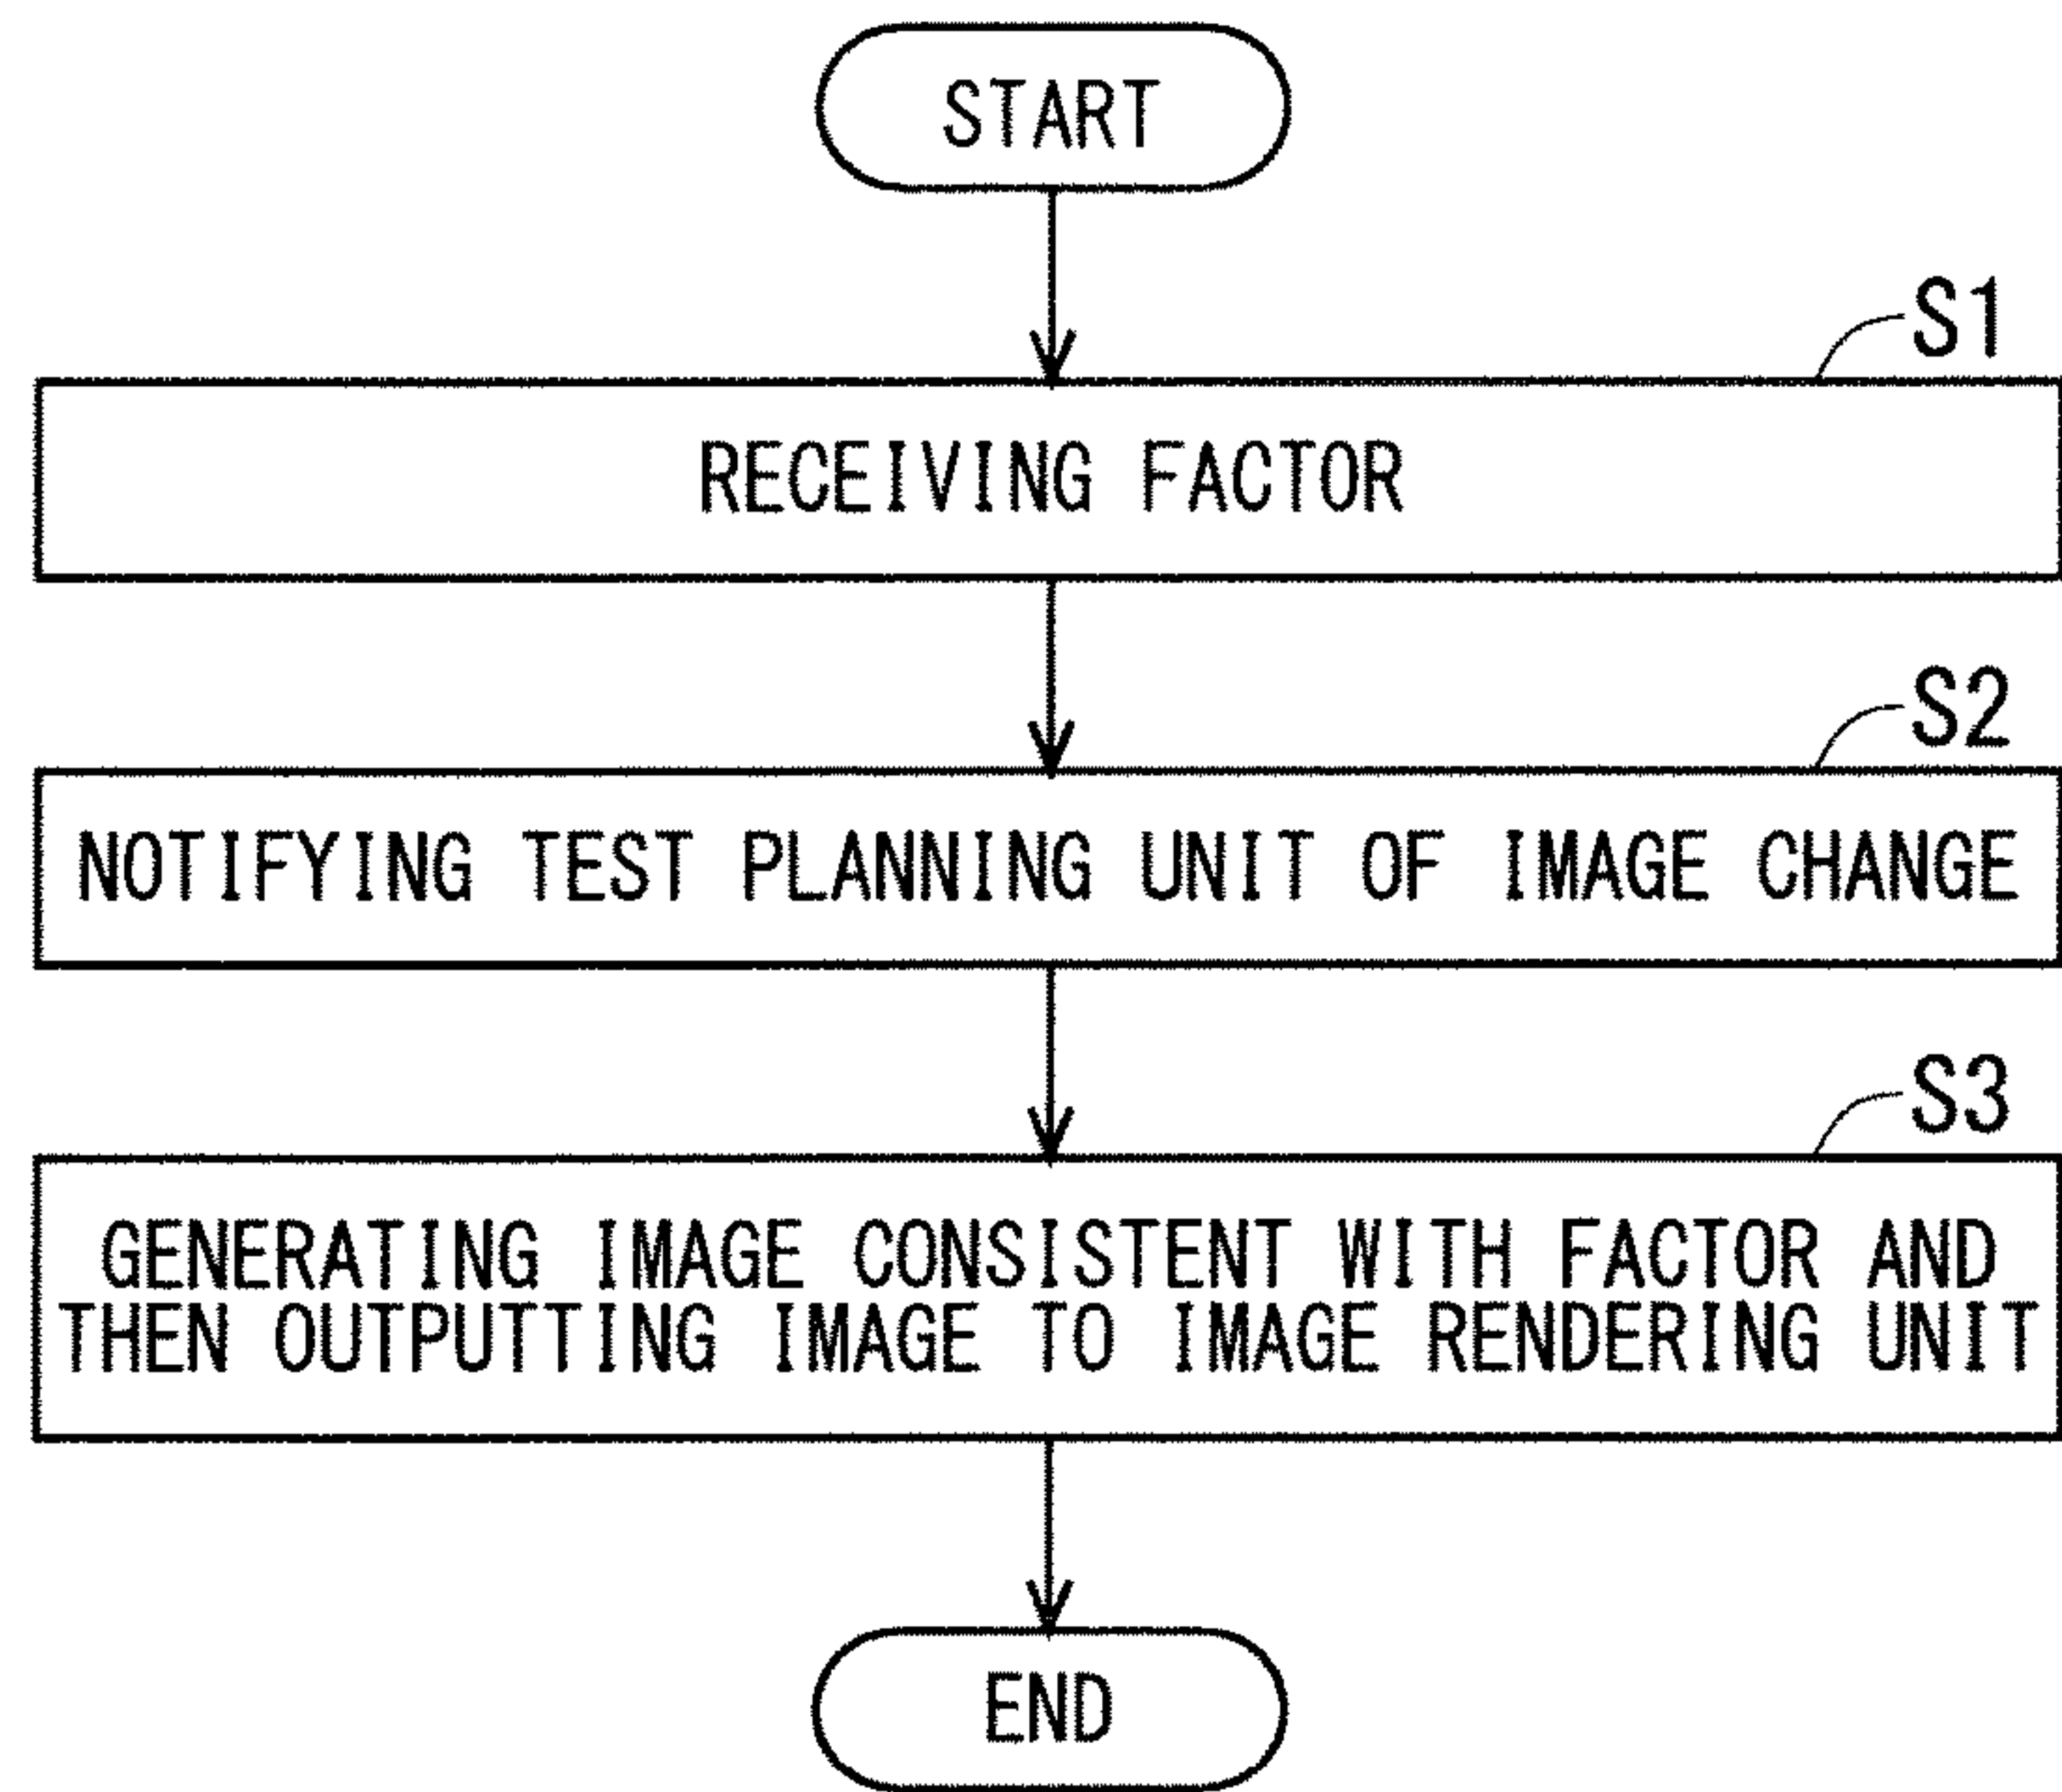 START
S1
RECEIVING FACTOR
S2
NOTIFYING TEST PLANNING UNIT OF IMAGE CHANGE
S3
GENERATING IMAGE CONSISTENT WITH FACTOR AND
THEN OUTPUTTING IMAGE TO IMAGE RENDERING UNIT
END